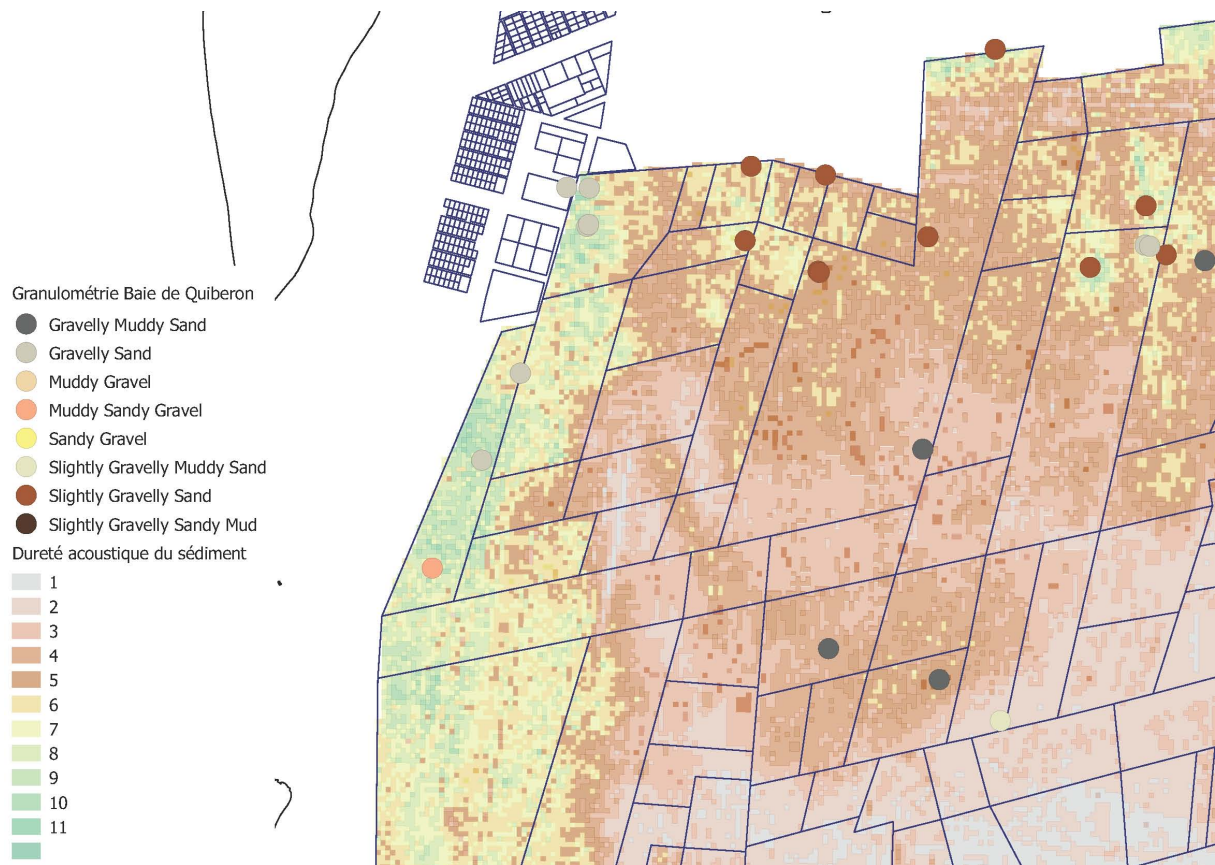 Granulométrie Baie de Quiberon
Gravelly Muddy Sand
Gravelly Sand
Muddy Gravel
Muddy Sandy Gravel
Sandy Gravel
Slightly Gravelly Muddy Sand
Slightly Gravelly Sand
Slightly Gravelly Sandy Mud
Dureté acoustique du sédiment
1
2
3
4
5
6
7
8
9
10
11